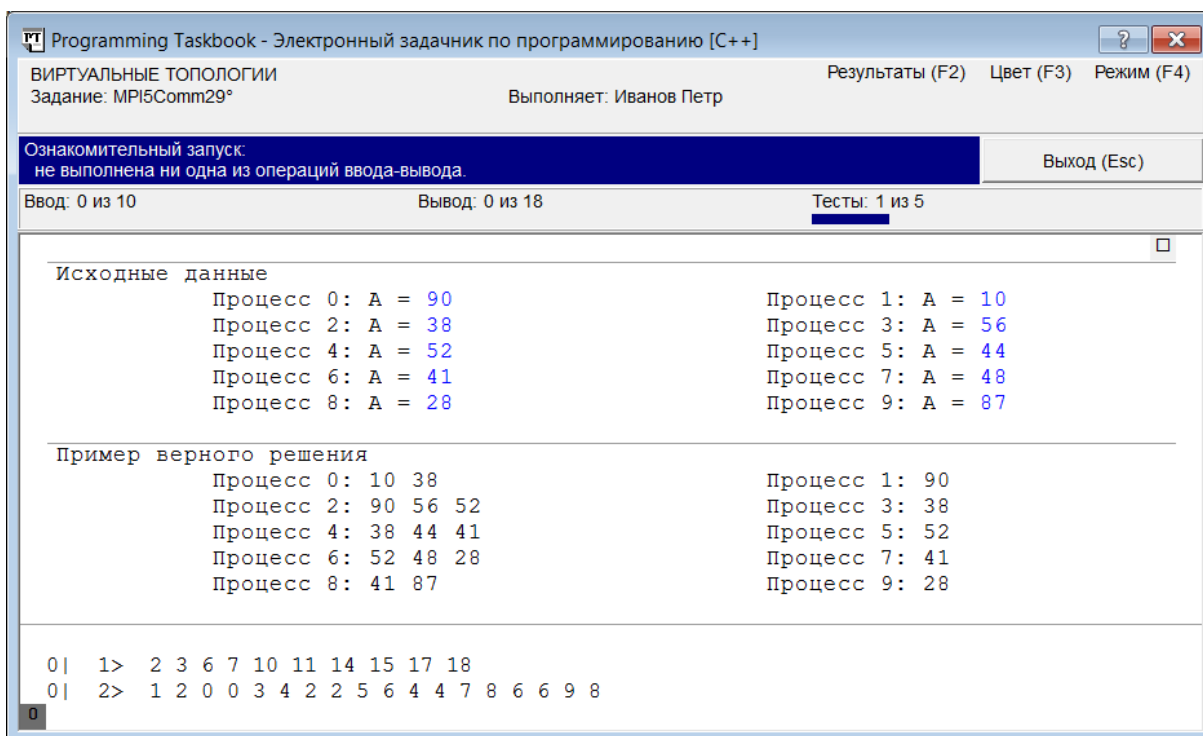 Programming Taskbook - Электронный задачник по программированию [C++]
ВИРТУАЛЬНЫЕ ТОПОЛОГИИ Результаты (F2) Цвет (F3) Режим (F4)
Задание: MPI5Comm29° Выполняет: Иванов Петр
Ознакомительный запуск:
не выполнена ни одна из операций ввода-вывода.
Выход (Esc)
Ввод: 0 из 10 Вывод: 0 из 18 Тесты: 1 из 5
Исходные данные
Процесс 0: A = 90 Процесс 1: A = 10
Процесс 2: A = 38 Процесс 3: A = 56
Процесс 4: A = 52 Процесс 5: A = 44
Процесс 6: A = 41 Процесс 7: A = 48
Процесс 8: A = 28 Процесс 9: A = 87
Пример верного решения
Процесс 0: 10 38 Процесс 1: 90
Процесс 2: 90 56 52 Процесс 3: 38
Процесс 4: 38 44 41 Процесс 5: 52
Процесс 6: 52 48 28 Процесс 7: 41
Процесс 8: 41 87 Процесс 9: 28
0| 1> 2 3 6 7 10 11 14 15 17 18
0| 2> 1 2 0 0 3 4 2 2 5 6 4 4 7 8 6 6 9 8
0